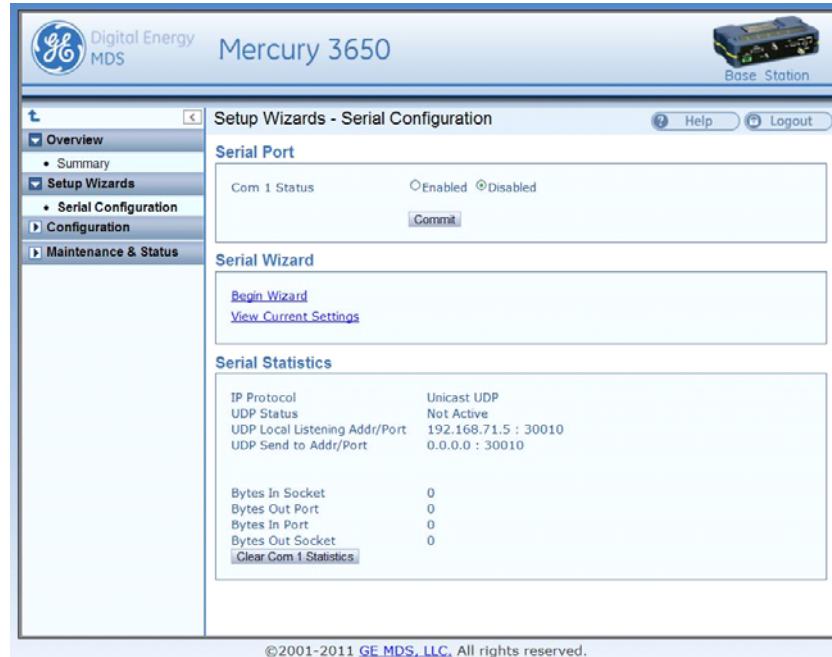 GE
Digital Energy
MDS
Mercury 3650
Base Station
Setup Wizards - Serial Configuration
? Help
Logout
Overview
• Summary
Setup Wizards
• Serial Configuration
Configuration
Maintenance & Status
Serial Port
Com 1 Status Enabled Disabled
Commit
Serial Wizard
Begin Wizard
View Current Settings
Serial Statistics
IP Protocol Unicast UDP
UDP Status Not Active
UDP Local Listening Addr/Port 192.168.71.5 : 30010
UDP Send to Addr/Port 0.0.0.0 : 30010
Bytes In Socket 0
Bytes Out Port 0
Bytes In Port 0
Bytes Out Socket 0
Clear Com 1 Statistics
©2001-2011 GE MDS, LLC. All rights reserved.